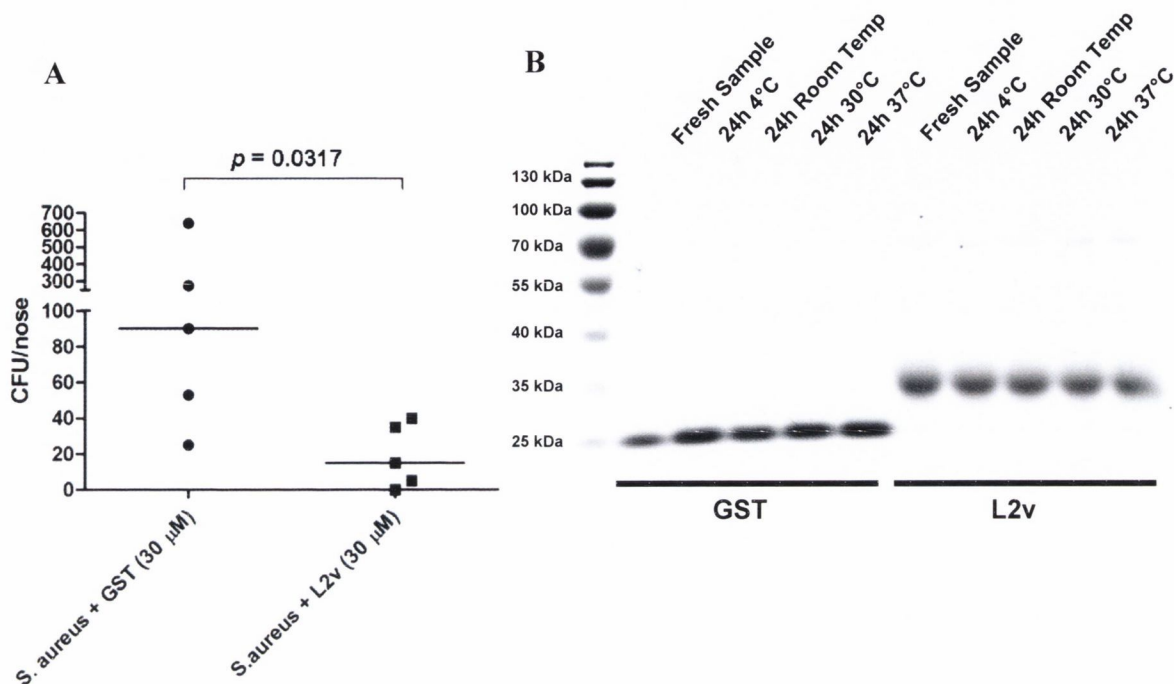 A
p = 0.0317
700
600
500
400
300
100
80
60
40
20
0
CFU/nose
S. aureus + GST (30 µM)
S.aureus + L2v (30 µM)
B
Fresh Sample
24h 4°C
24h Room Temp
24h 30°C
24h 37°C
Fresh Sample
24h 4°C
24h Room Temp
24h 30°C
24h 37°C
130 kDa
100 kDa
70 kDa
55 kDa
40 kDa
35 kDa
25 kDa
GST
L2v